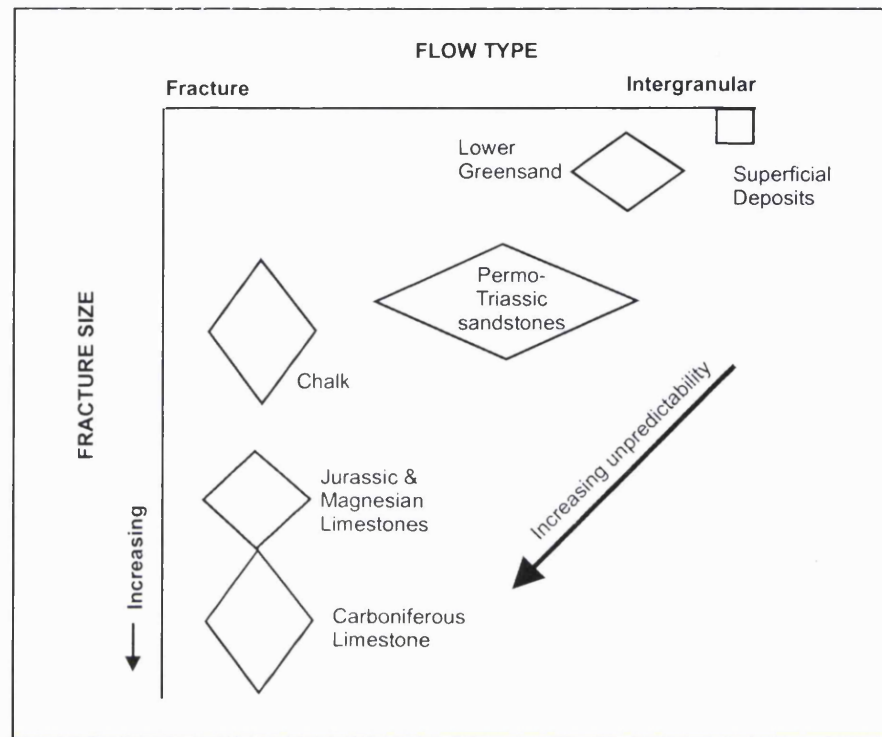 FLOW TYPE
Fracture
Intergranular
Lower
Greensand
Superficial
Deposits
Permo-
Triassic
sandstones
FRACTURE SIZE
Chalk
Increasing unpredictability
Jurassic &
Magnesian
Limestones
Increasing
Carboniferous
Limestone